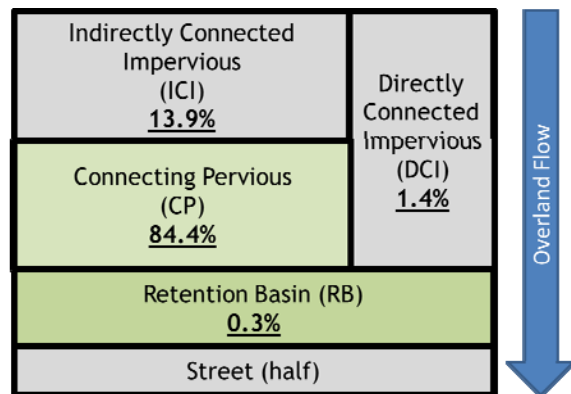 Indirectly Connected
Impervious
(ICI)
13.9%
Directly
Connected
Impervious
(DCI)
1.4%
Connecting Pervious
(CP)
84.4%
Retention Basin (RB)
0.3%
Street (half)
Overland Flow